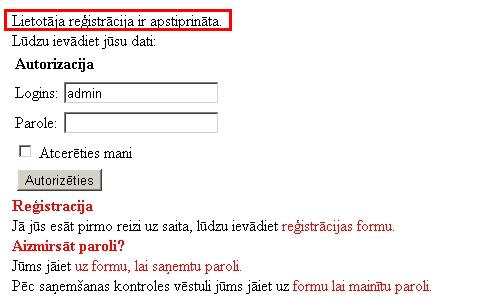 Lietotāja reģistrācija ir apstiprināta.
Lūdzu ievādiet jūsu dati:
Autorizacija
Logins: admin
Parole:
Atcerēties mani
Autorizēties
Reģistracija
Jā jūs esāt pirmo reizi uz saita, lūdzu ievādiet reģistrācijas formu.
Aizmirsāt paroli?
Jūms jāiet uz formu, lai saņemtu paroli.
Pēc saņemšanas kontroles vēstuli jūms jāiet uz formu lai mainītu paroli.